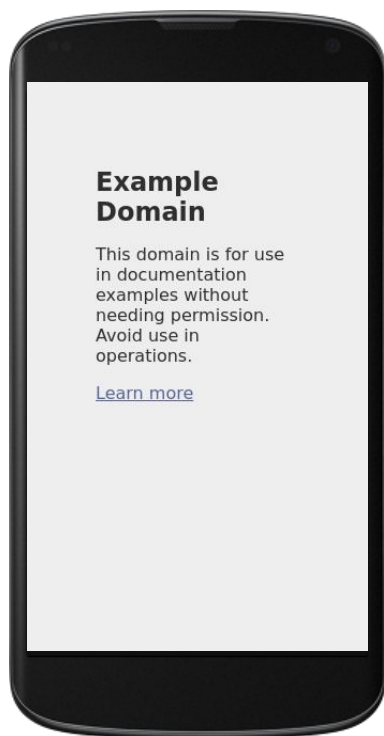 Example
Domain
This domain is for use
in documentation
examples without
needing permission.
Avoid use in
operations.
Learn more